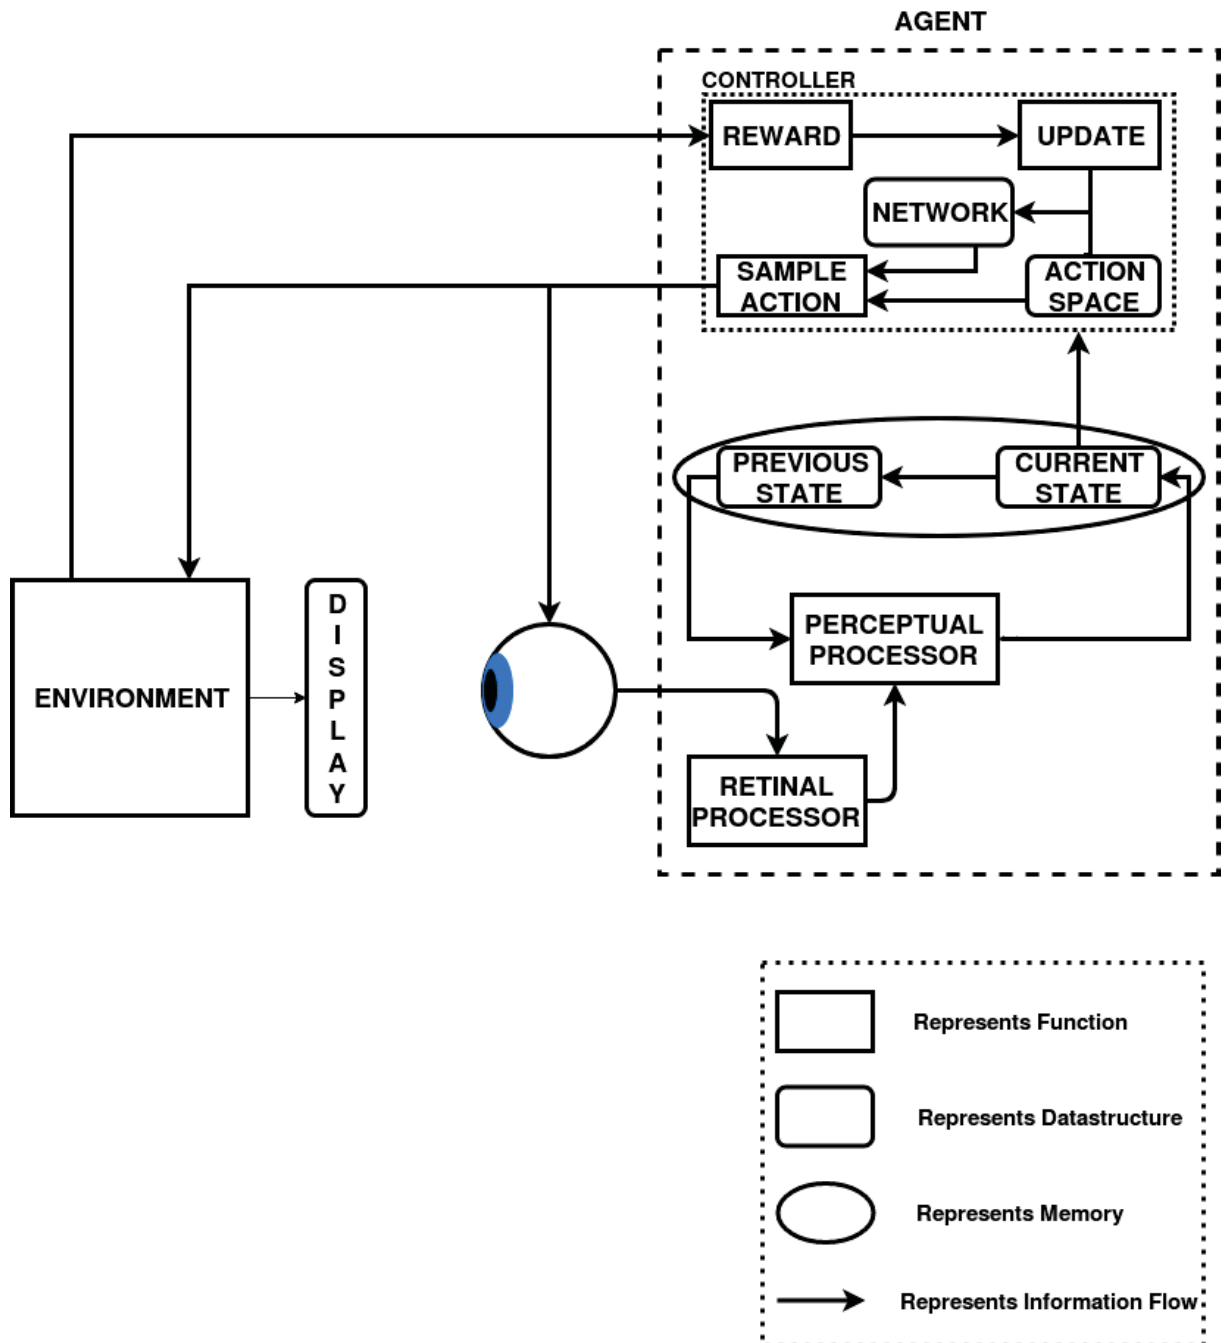 AGENT
CONTROLLER
REWARD
UPDATE
NETWORK
SAMPLE
ACTION
ACTION
SPACE
PREVIOUS
STATE
CURRENT
STATE
PERCEPTUAL
PROCESSOR
ENVIRONMENT
D
I
S
P
L
A
Y
RETINAL
PROCESSOR
Represents Function
Represents Datastructure
Represents Memory
Represents Information Flow